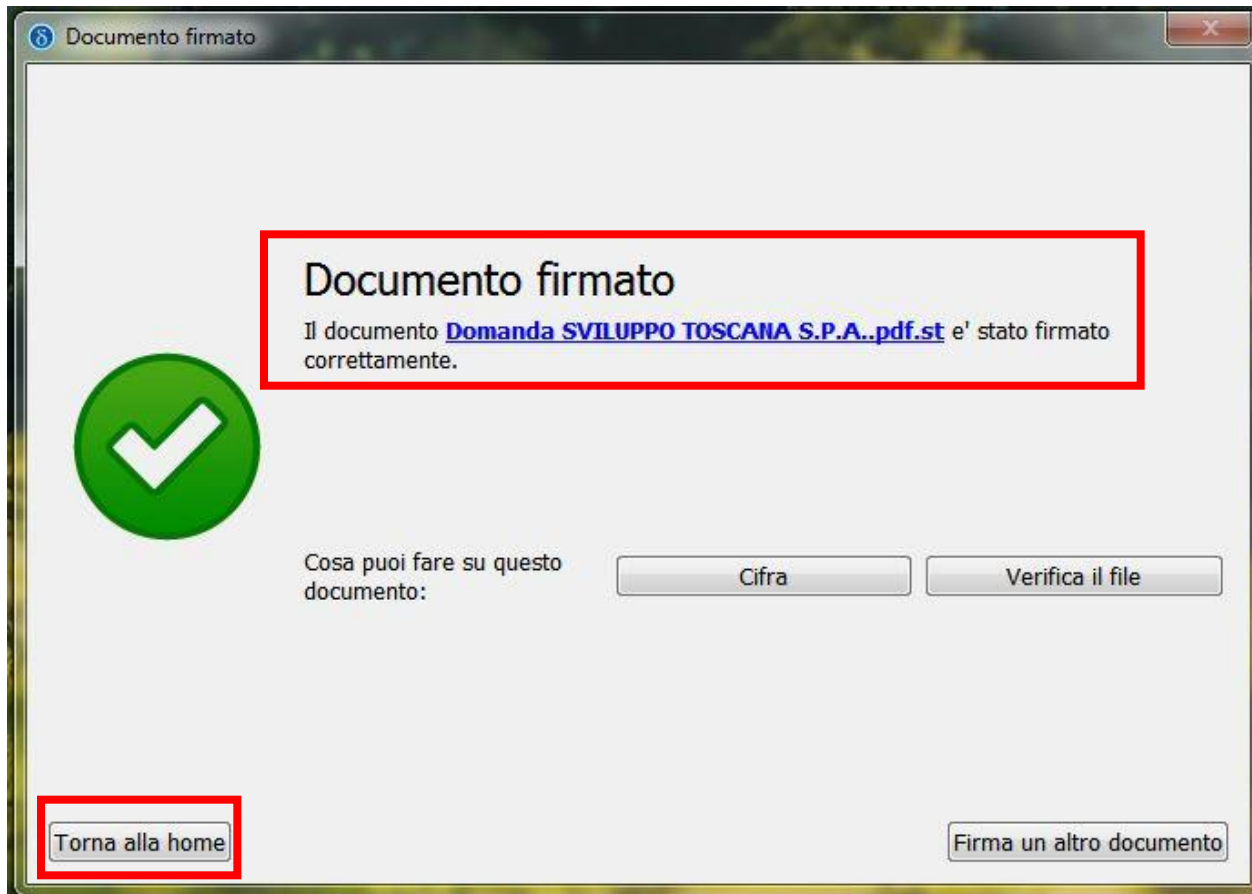 Documento firmato
Documento firmato
Il documento Domanda SVILUPPO TOSCANA S.P.A..pdf.st e' stato firmato
correttamente.
Cosa puoi fare su questo
documento:
Cifra
Verifica il file
Torna alla home
Firma un altro documento